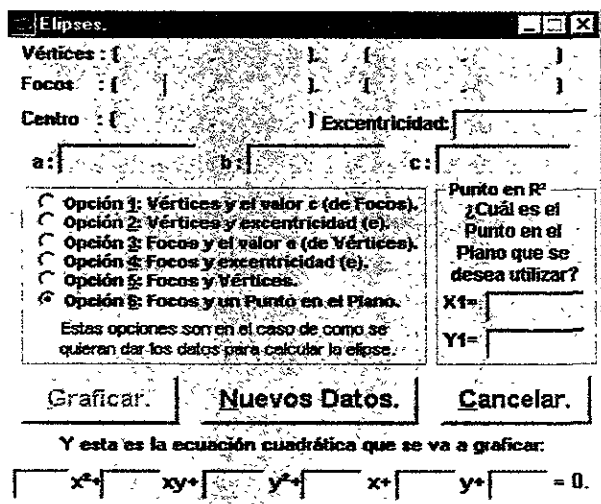 Elipses.
Vértices : ( , ), ( , )
Focos : ( , ), ( , )
Centro : ( , ) Excentricidad:
a: b: c:
Opción 1: Vértices y el valor c (de Focos).
Opción 2: Vértices y excentricidad (e).
Opción 3: Focos y el valor a (de Vértices).
Opción 4: Focos y excentricidad (e).
Opción 5: Focos y Vértices.
Opción 6: Focos y un Punto en el Plano.
Estas opciones son en el caso de como se
quieran dar los datos para calcular la elipse.
Punto en R²
¿Cuál es el
Punto en el
Plano que se
desea utilizar?
X1=
Y1=
Graficar. Nuevos Datos. Cancelar.
Y esta es la ecuación cuadrática que se va a graficar:
x²+ xy+ y²+ x+ y+ = 0.